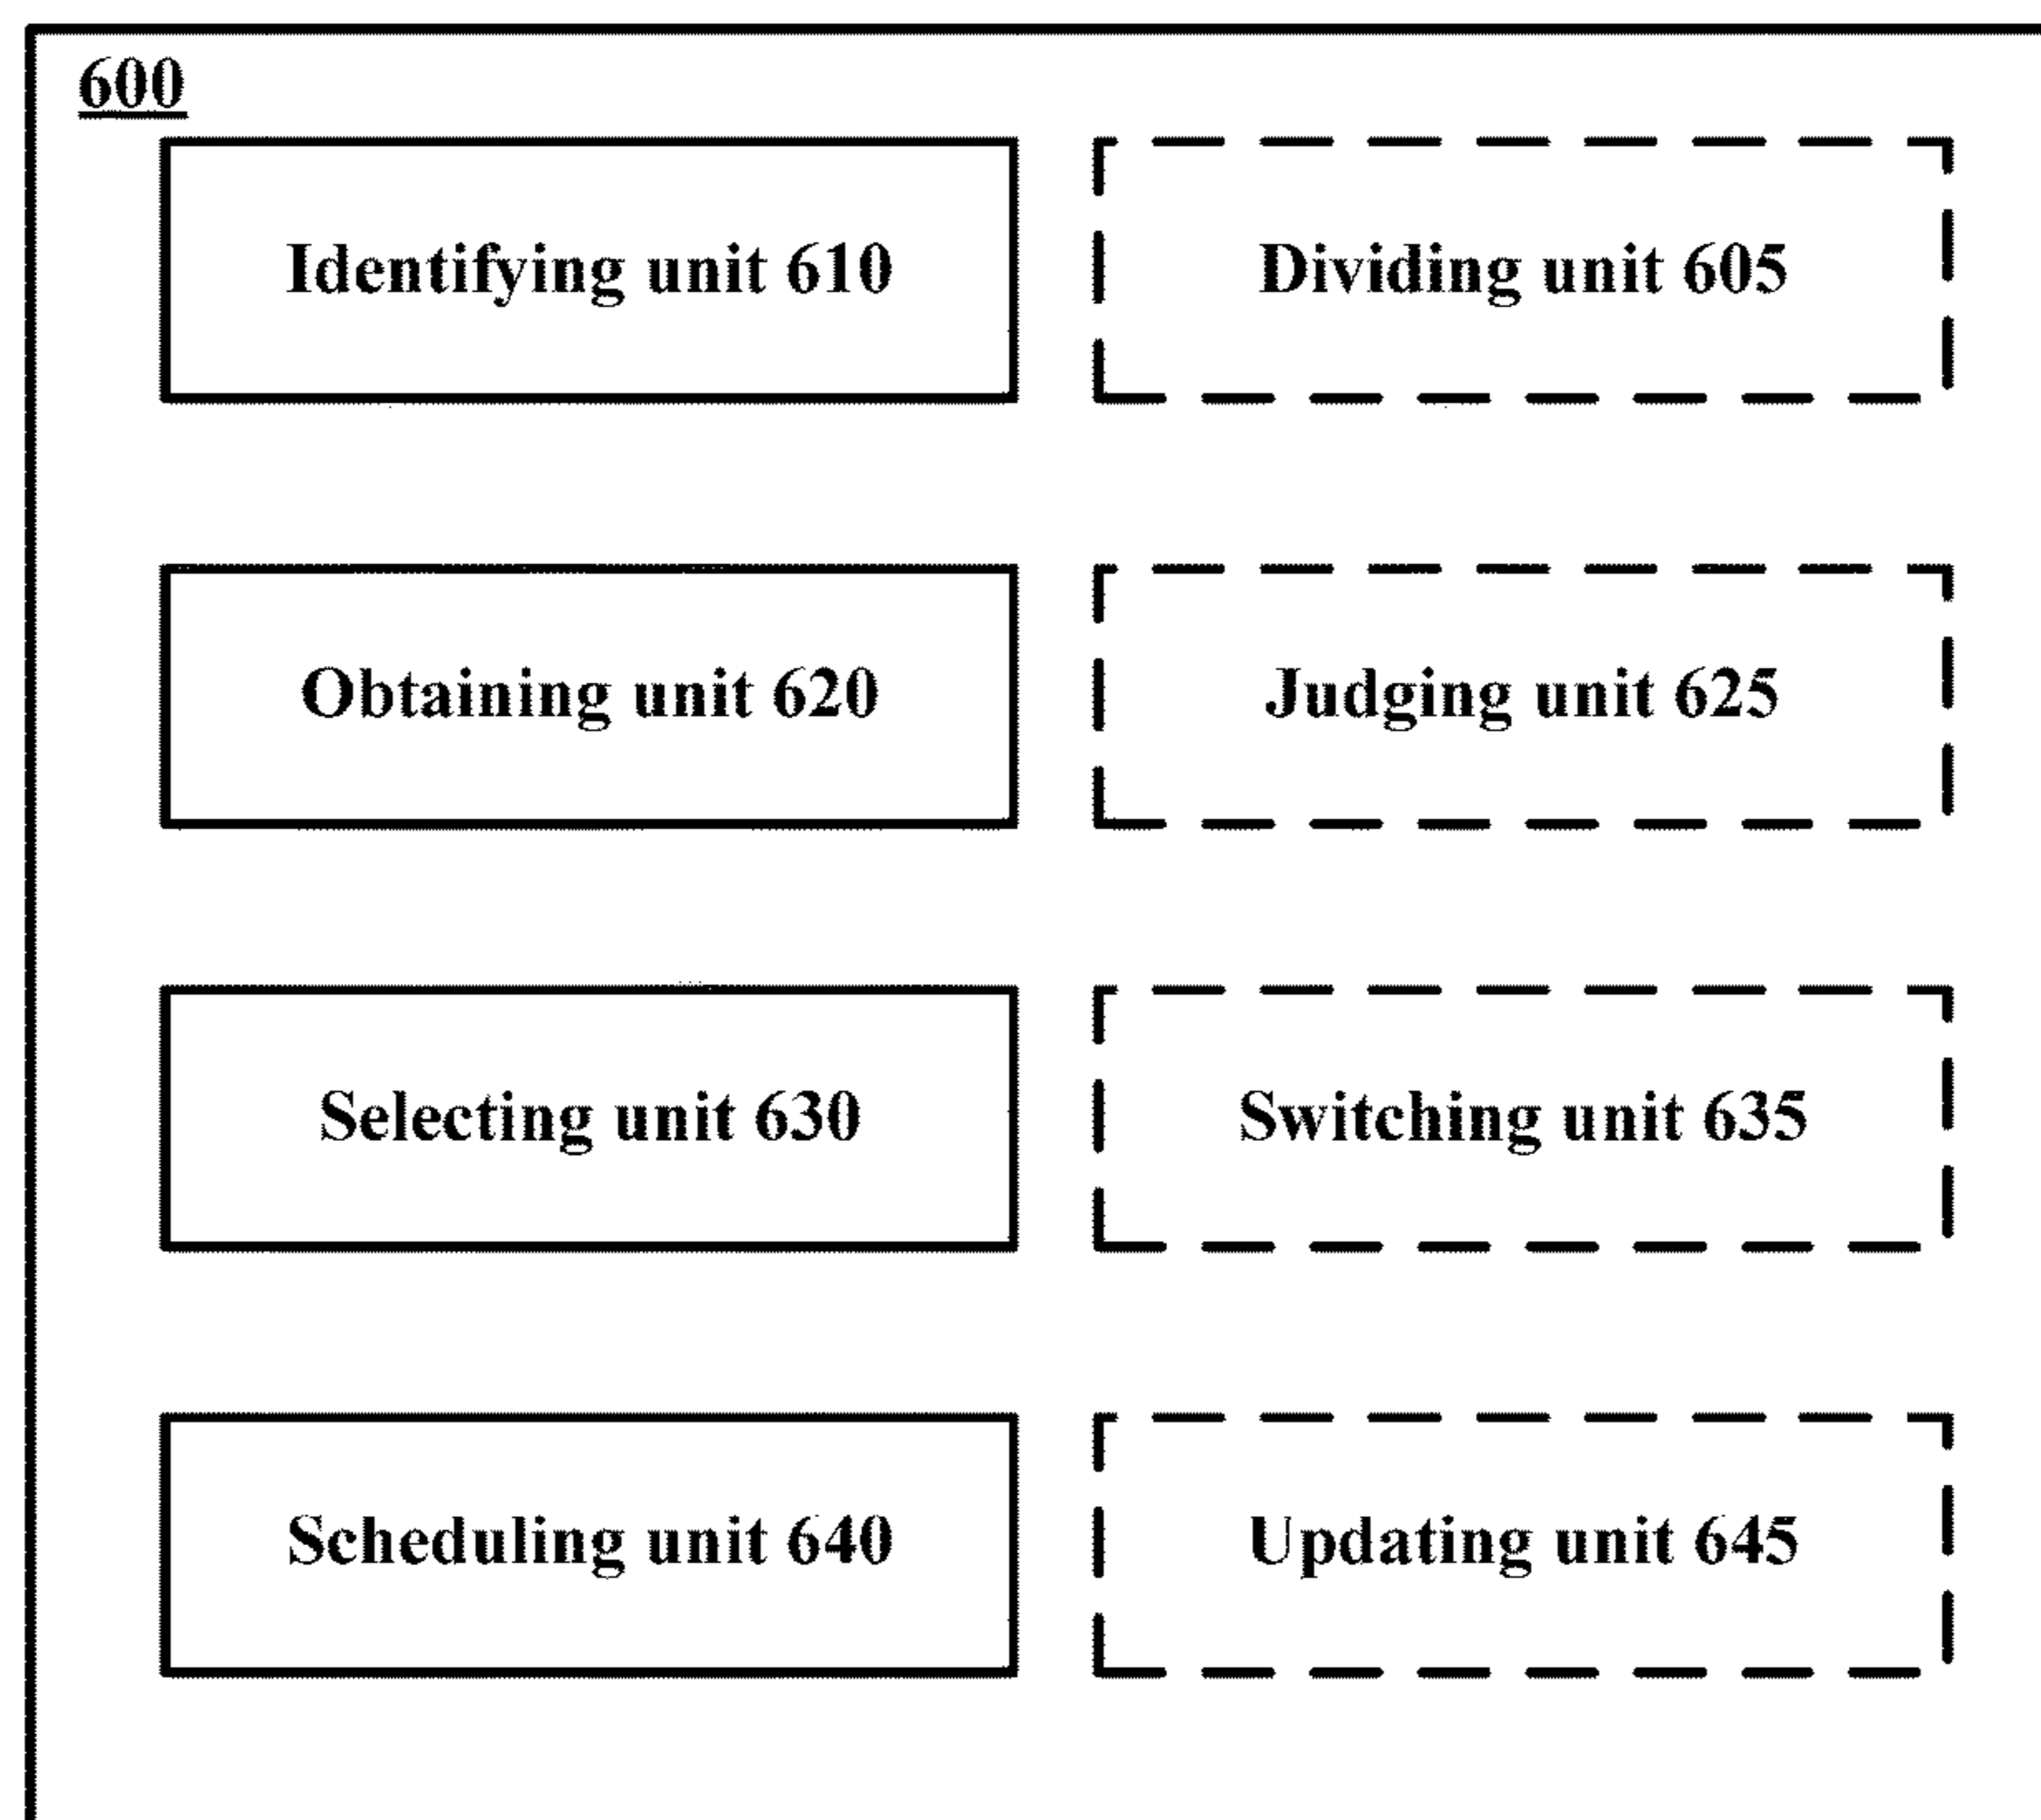 600
Identifying unit 610
Dividing unit 605
Obtaining unit 620
Judging unit 625
Selecting unit 630
Switching unit 635
Scheduling unit 640
Updating unit 645